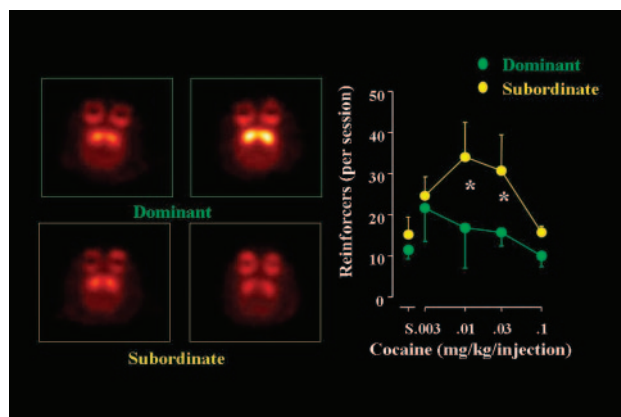 Dominant
Subordinate
Dominant
Subordinate
Reinforcers (per session)
50
40
30
20
10
0
S .003 .01 .03 .1
Cocaine (mg/kg/injection)
*
*